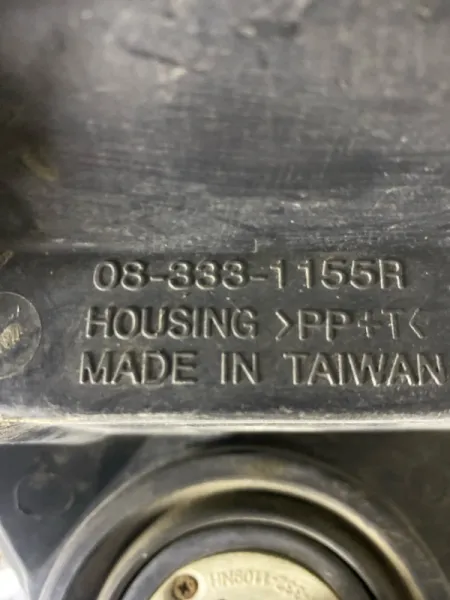 08-333-1155R
HOUSING >PP+T<
MADE IN TAIWAN